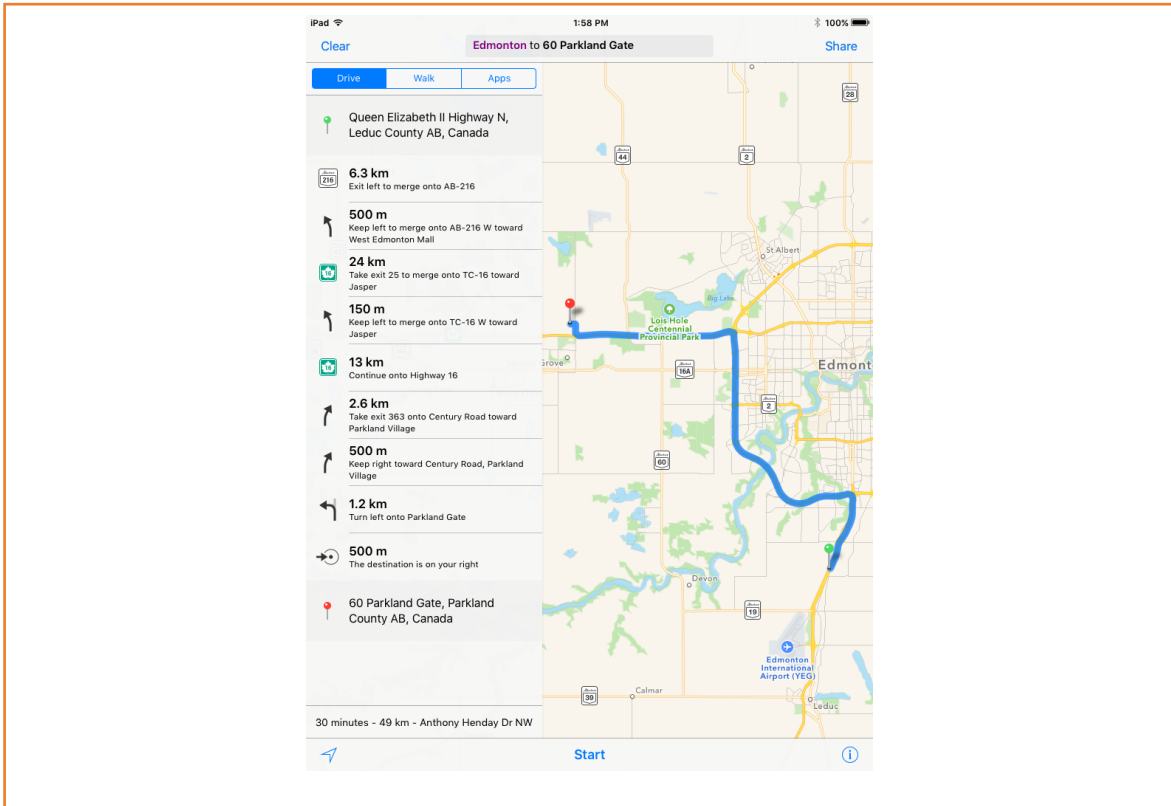 iPad 1:58 PM 100%
Clear Edmonton to 60 Parkland Gate Share
Drive Walk Apps
Queen Elizabeth II Highway N,
Leduc County AB, Canada
216
6.3 km
Exit left to merge onto AB-216
500 m
Keep left to merge onto AB-216 W toward
West Edmonton Mall
16
24 km
Take exit 25 to merge onto TC-16 toward
Jasper
150 m
Keep left to merge onto TC-16 W toward
Jasper
16
13 km
Continue onto Highway 16
2.6 km
Take exit 363 onto Century Road toward
Parkland Village
500 m
Keep right toward Century Road, Parkland
Village
1.2 km
Turn left onto Parkland Gate
500 m
The destination is on your right
60 Parkland Gate, Parkland
County AB, Canada
30 minutes - 49 km - Anthony Henday Dr NW
28
44
2
St Albert
Big Lake
Lois Hole
Centennial
Provincial Park
Grove
16A
Edmont
2
60
Devon
19
Edmonton
International
Airport (YEG)
39
Calmar
Leduc
Start